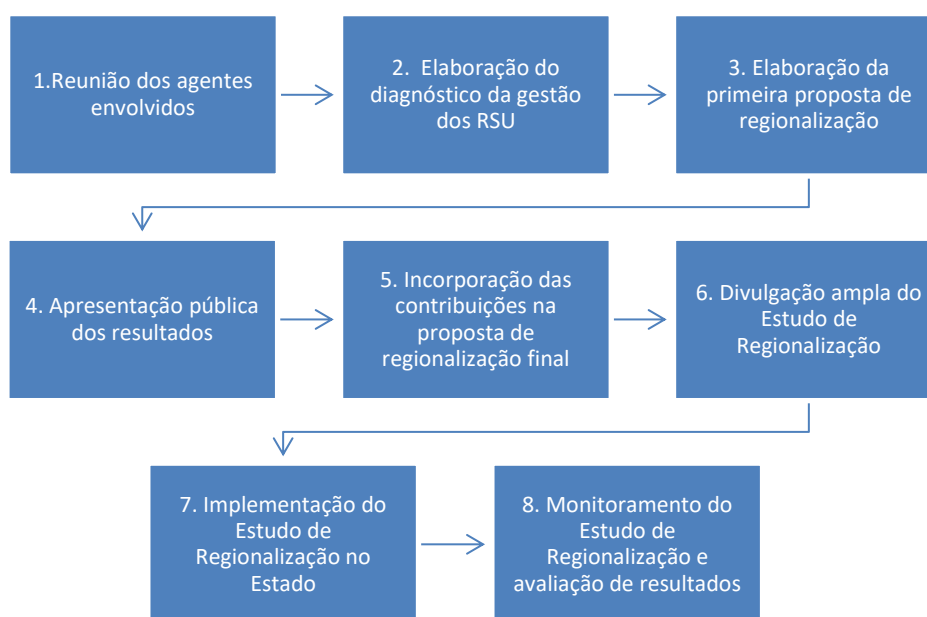 1.Reunião dos agentes
envolvidos
2. Elaboração do
diagnóstico da gestão
dos RSU
3. Elaboração da
primeira proposta de
regionalização
4. Apresentação pública
dos resultados
5. Incorporação das
contribuições na
proposta de
regionalização final
6. Divulgação ampla do
Estudo de
Regionalização
7. Implementação do
Estudo de
Regionalização no
Estado
8. Monitoramento do
Estudo de
Regionalização e
avaliação de resultados